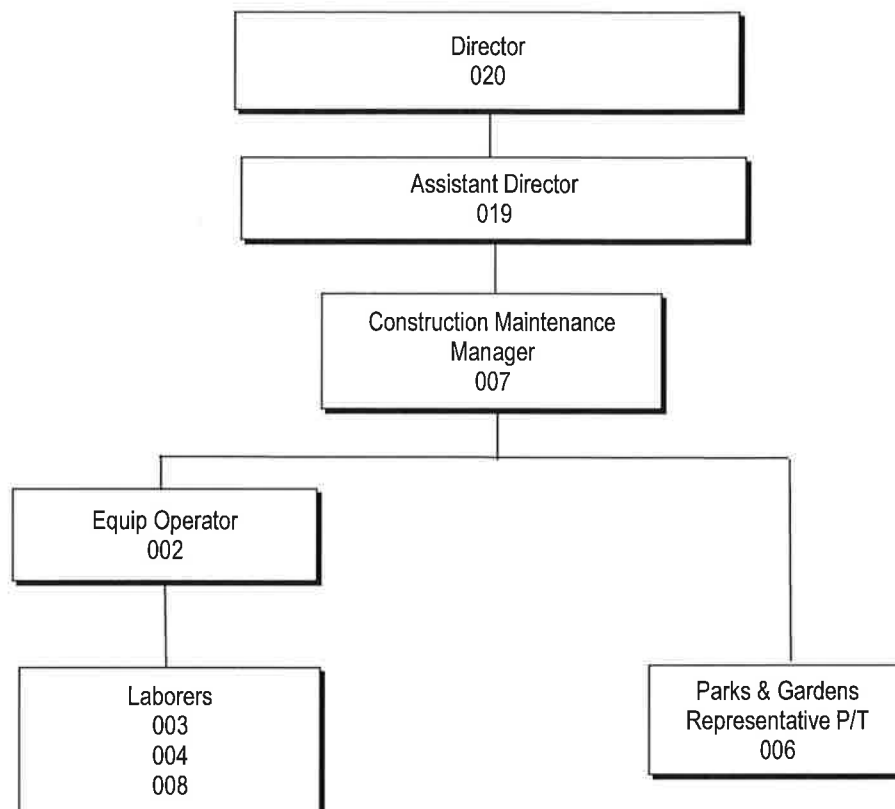 Director
020
Assistant Director
019
Construction Maintenance
Manager
007
Equip Operator
002
Laborers
003
004
008
Parks & Gardens
Representative P/T
006